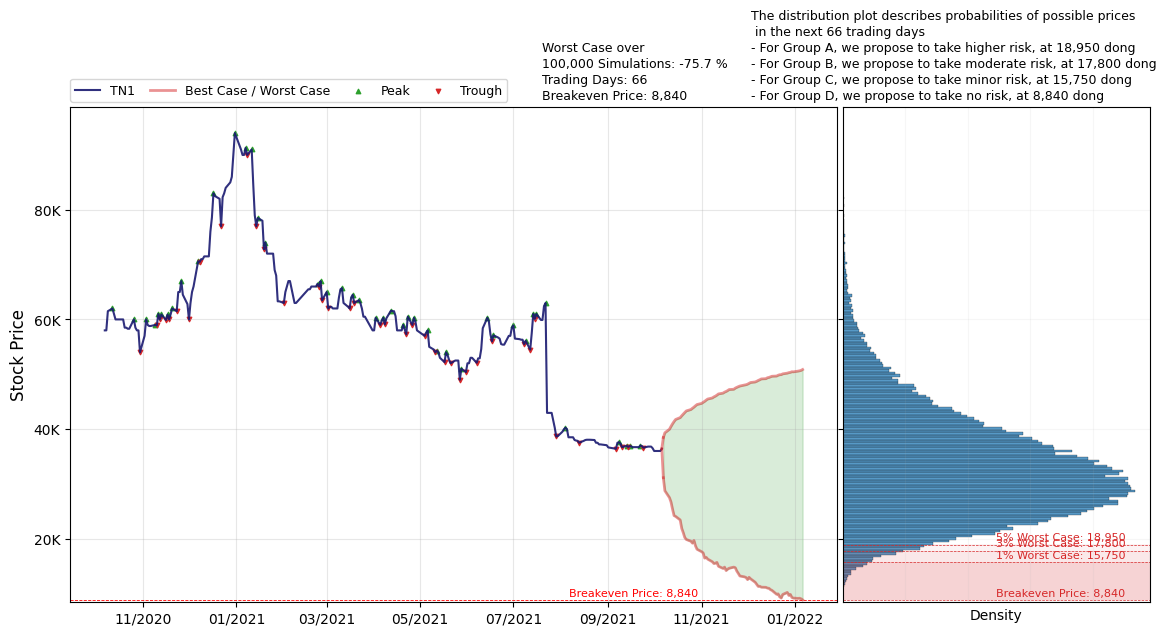 The distribution plot describes probabilities of possible prices
in the next 66 trading days
- For Group A, we propose to take higher risk, at 18,950 dong
- For Group B, we propose to take moderate risk, at 17,800 dong
- For Group C, we propose to take minor risk, at 15,750 dong
- For Group D, we propose to take no risk, at 8,840 dong
Worst Case over
100,000 Simulations: -75.7 %
Trading Days: 66
Breakeven Price: 8,840
TN1
Best Case / Worst Case
Peak
Trough
Stock Price
80K
60K
40K
20K
Breakeven Price: 8,840
11/2020
01/2021
03/2021
05/2021
07/2021
09/2021
11/2021
01/2022
5% Worst Case: 18,950
3% Worst Case: 17,800
1% Worst Case: 15,750
Breakeven Price: 8,840
Density